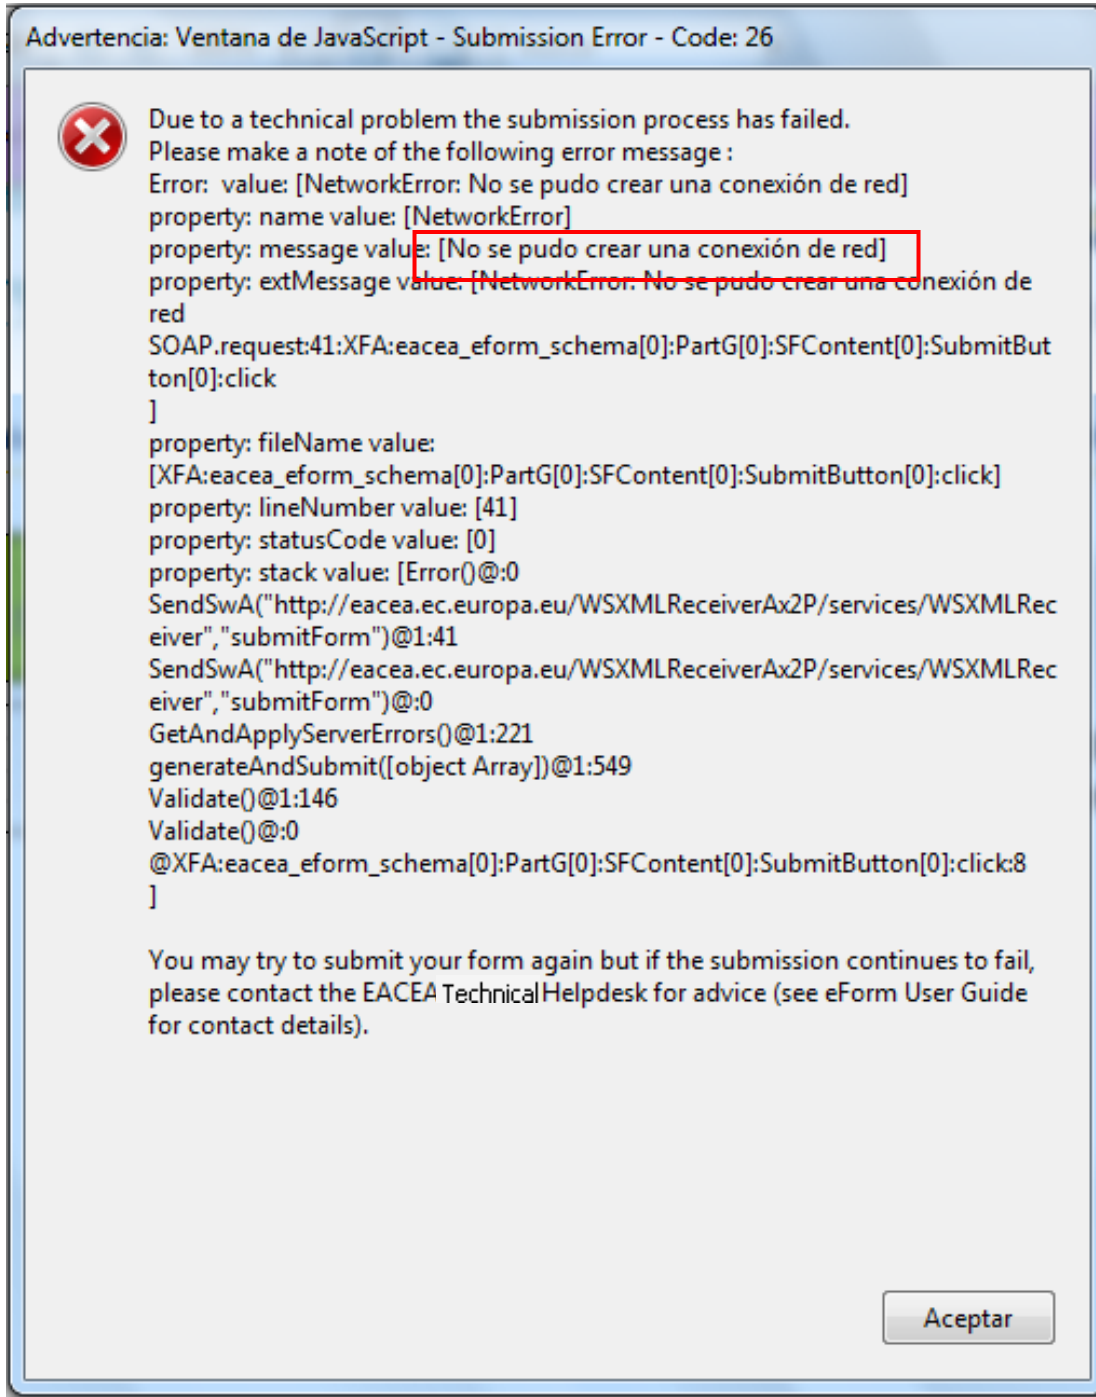 Advertencia: Ventana de JavaScript - Submission Error - Code: 26
Due to a technical problem the submission process has failed.
Please make a note of the following error message :
Error:  value: [NetworkError: No se pudo crear una conexión de red]
property: name value: [NetworkError]
property: message value: [No se pudo crear una conexión de red]
property: extMessage value: [NetworkError: No se pudo crear una conexión de
red
SOAP.request:41:XFA:eacea_eform_schema[0]:PartG[0]:SFContent[0]:SubmitBut
ton[0]:click
]
property: fileName value:
[XFA:eacea_eform_schema[0]:PartG[0]:SFContent[0]:SubmitButton[0]:click]
property: lineNumber value: [41]
property: statusCode value: [0]
property: stack value: [Error()@:0
SendSwA("http://eacea.ec.europa.eu/WSXMLReceiverAx2P/services/WSXMLRec
eiver","submitForm")@1:41
SendSwA("http://eacea.ec.europa.eu/WSXMLReceiverAx2P/services/WSXMLRec
eiver","submitForm")@:0
GetAndApplyServerErrors()@1:221
generateAndSubmit([object Array])@1:549
Validate()@1:146
Validate()@:0
@XFA:eacea_eform_schema[0]:PartG[0]:SFContent[0]:SubmitButton[0]:click:8
]
You may try to submit your form again but if the submission continues to fail,
please contact the EACEA Technical Helpdesk for advice (see eForm User Guide
for contact details).
Aceptar